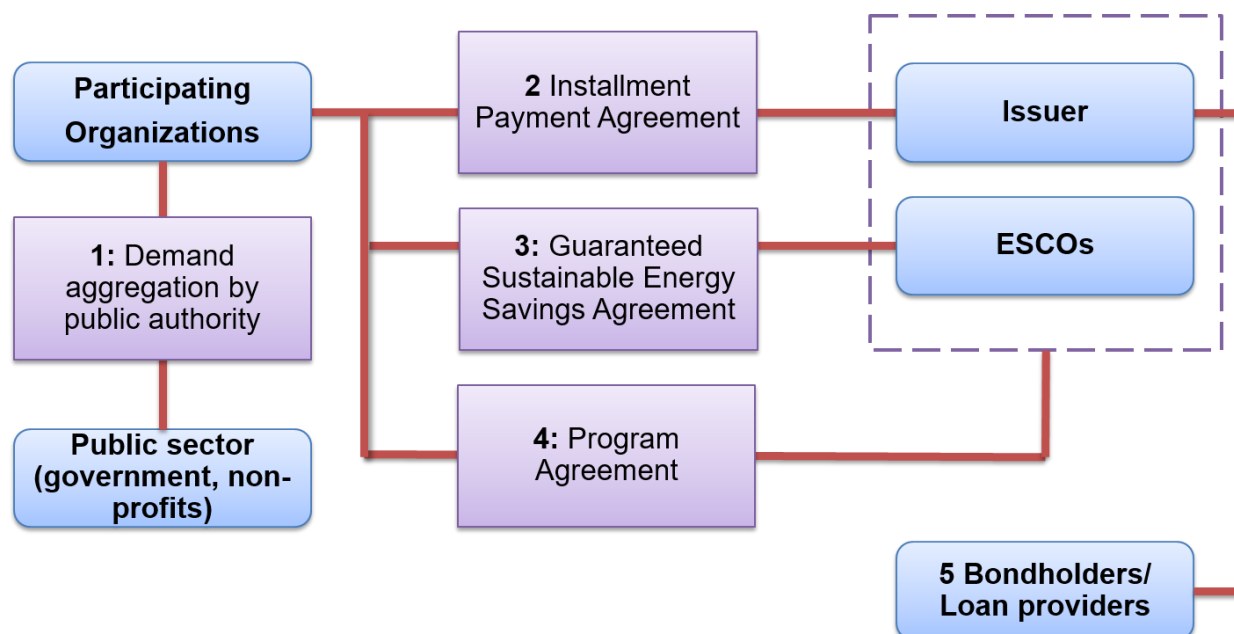 Participating
Organizations
1: Demand
aggregation by
public authority
Public sector
(government, non-
profits)
2 Installment
Payment Agreement
3: Guaranteed
Sustainable Energy
Savings Agreement
4: Program
Agreement
Issuer
ESCOs
5 Bondholders/
Loan providers